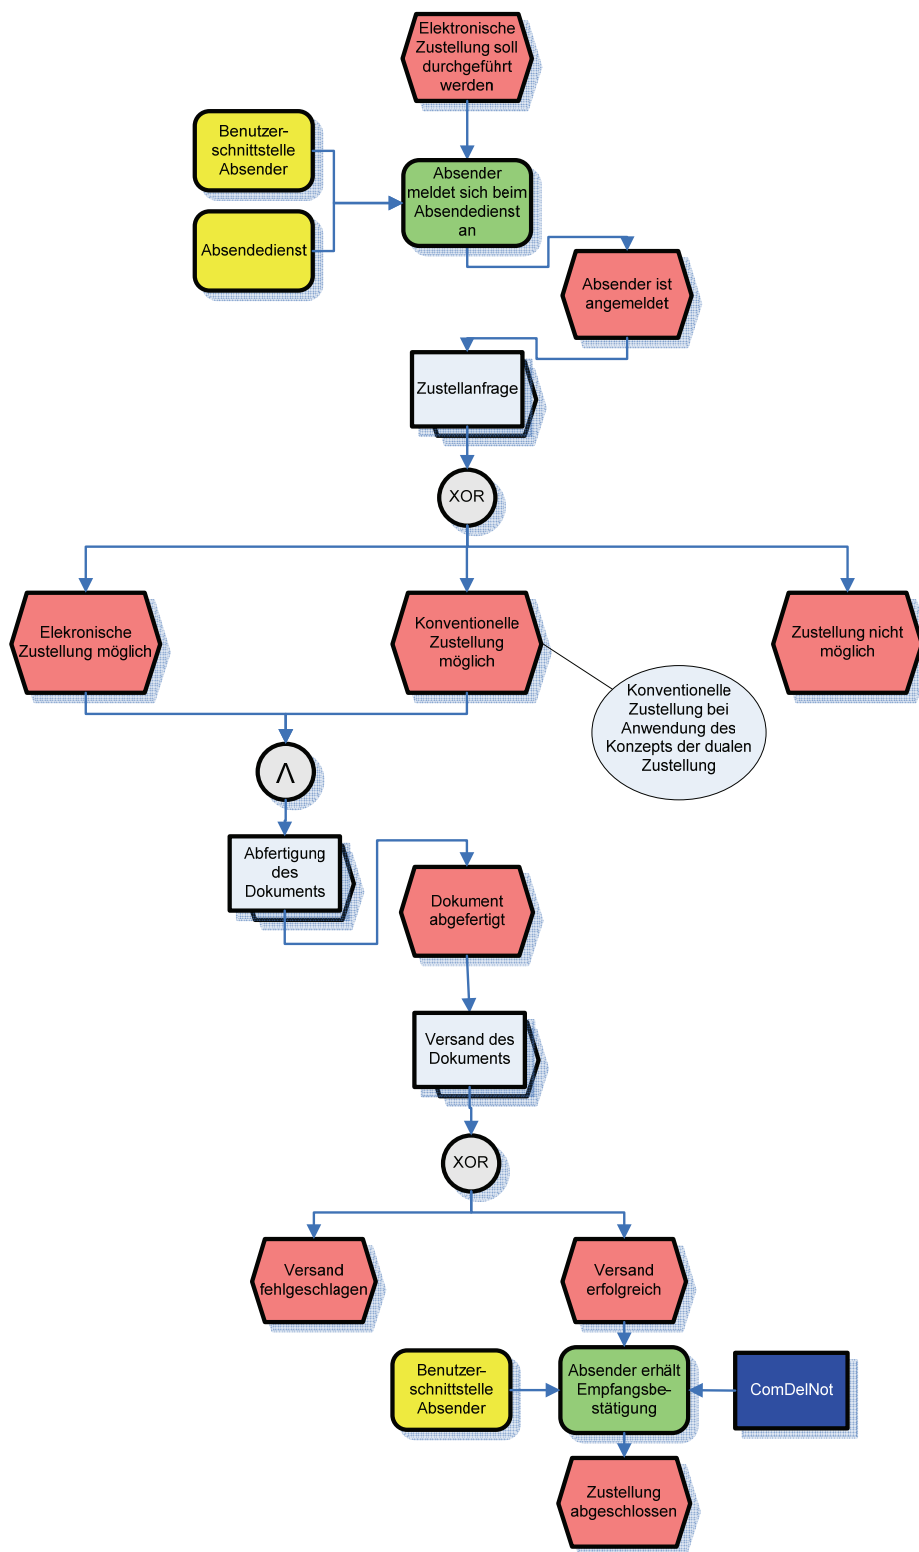 Elektronische
Zustellung soll
durchgeführt
werden
Benutzer-
schnittstelle
Absender
Absender
meldet sich beim
Absendedienst
an
Absendedienst
Absender ist
angemeldet
Zustellanfrage
XOR
Elekronische
Zustellung möglich
Konventionelle
Zustellung
möglich
Zustellung nicht
möglich
Konventionelle
Zustellung bei
Anwendung des
Konzepts der dualen
Zustellung
Λ
Abfertigung
des
Dokuments
Dokument
abgefertigt
Versand des
Dokuments
XOR
Versand
fehlgeschlagen
Versand
erfolgreich
Benutzer-
schnittstelle
Absender
Absender erhält
Empfangsbe-
stätigung
ComDelNot
Zustellung
abgeschlossen